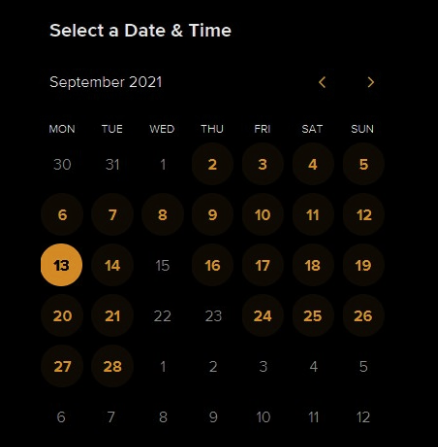 Select a Date & Time
September 2021
MON TUE WED THU FRI SAT SUN
30 31 1 2 3 4 5
6 7 8 9 10 11 12
13 14 15 16 17 18 19
20 21 22 23 24 25 26
27 28 1 2 3 4 5
6 7 8 9 10 11 12